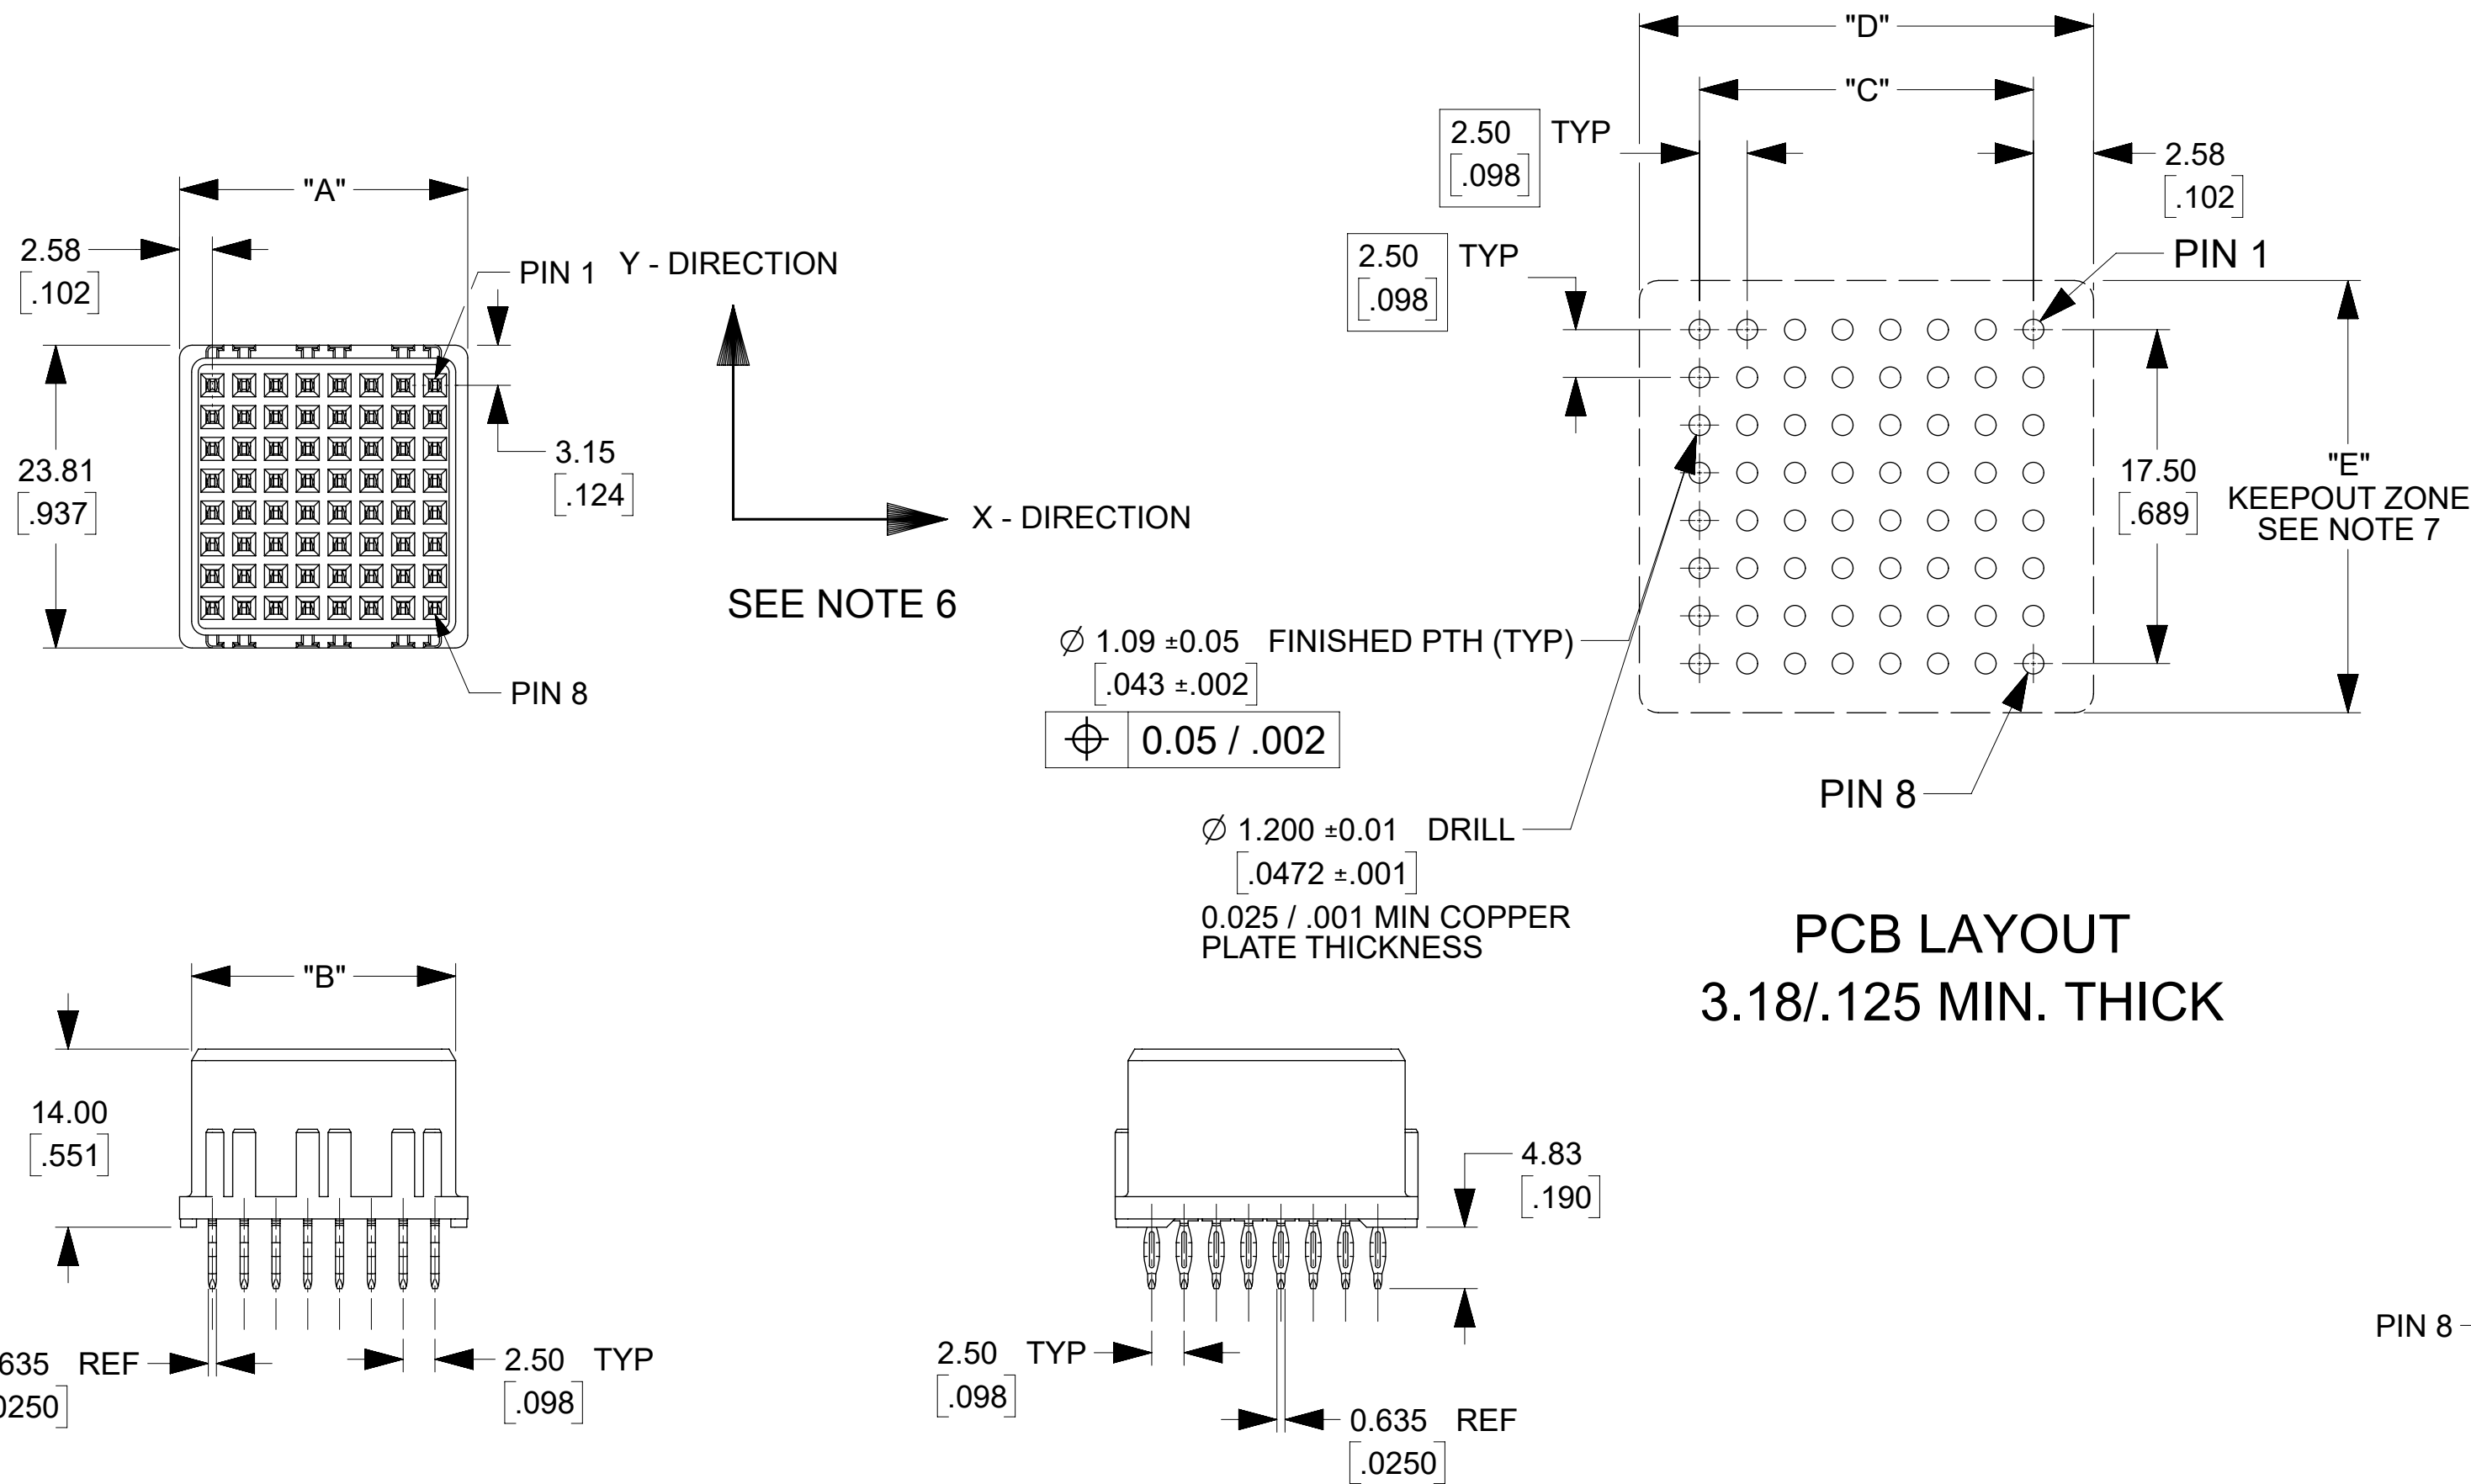 "A"
2.58
[.102]
PIN 1
Y - DIRECTION
23.81
[.937]
3.15
[.124]
X - DIRECTION
SEE NOTE 6
PIN 8
"D"
"C"
2.50 TYP
[.098]
2.58
[.102]
2.50 TYP
[.098]
PIN 1
17.50
[.689]
"E"
KEEPOUT ZONE
SEE NOTE 7
Ø 1.09 ±0.05 FINISHED PTH (TYP)
[.043 ±.002]
⌖ 0.05 / .002
PIN 8
Ø 1.200 ±0.01 DRILL
[.0472 ±.001]
0.025 / .001 MIN COPPER
PLATE THICKNESS
PCB LAYOUT
3.18/.125 MIN. THICK
"B"
14.00
[.551]
635 REF
0250]
2.50 TYP
[.098]
4.83
[.190]
2.50 TYP
[.098]
0.635 REF
[.0250]
PIN 8